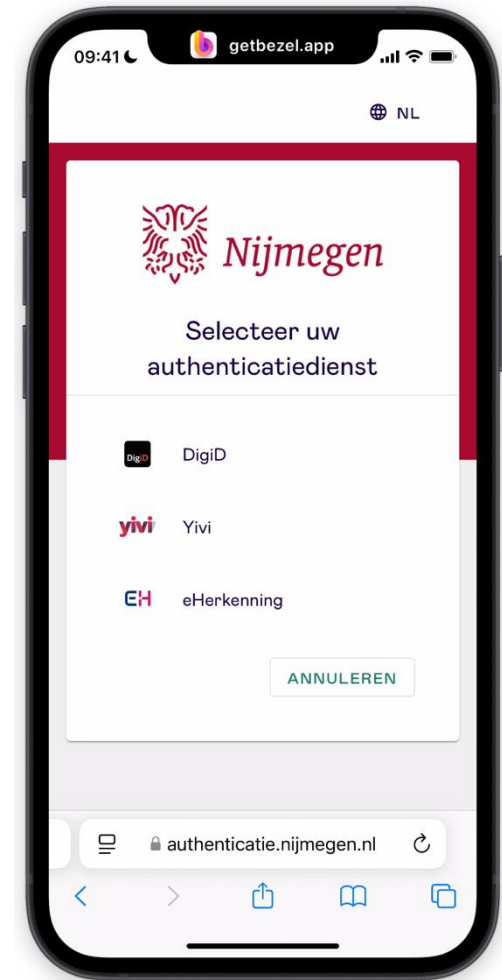 09:41
getbezel.app
NL
Nijmegen
Selecteer uw
authenticatiedienst
DigiD
DigiD
yivi
Yivi
EH
eHerkenning
ANNULEREN
authenticatie.nijmegen.nl